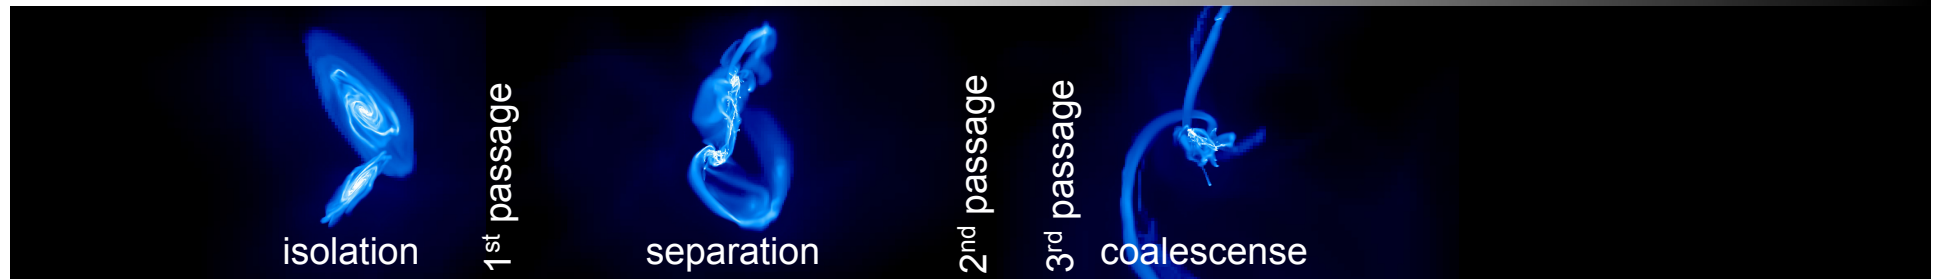 isolation
1st passage
separation
2nd passage
3rd passage
coalescense